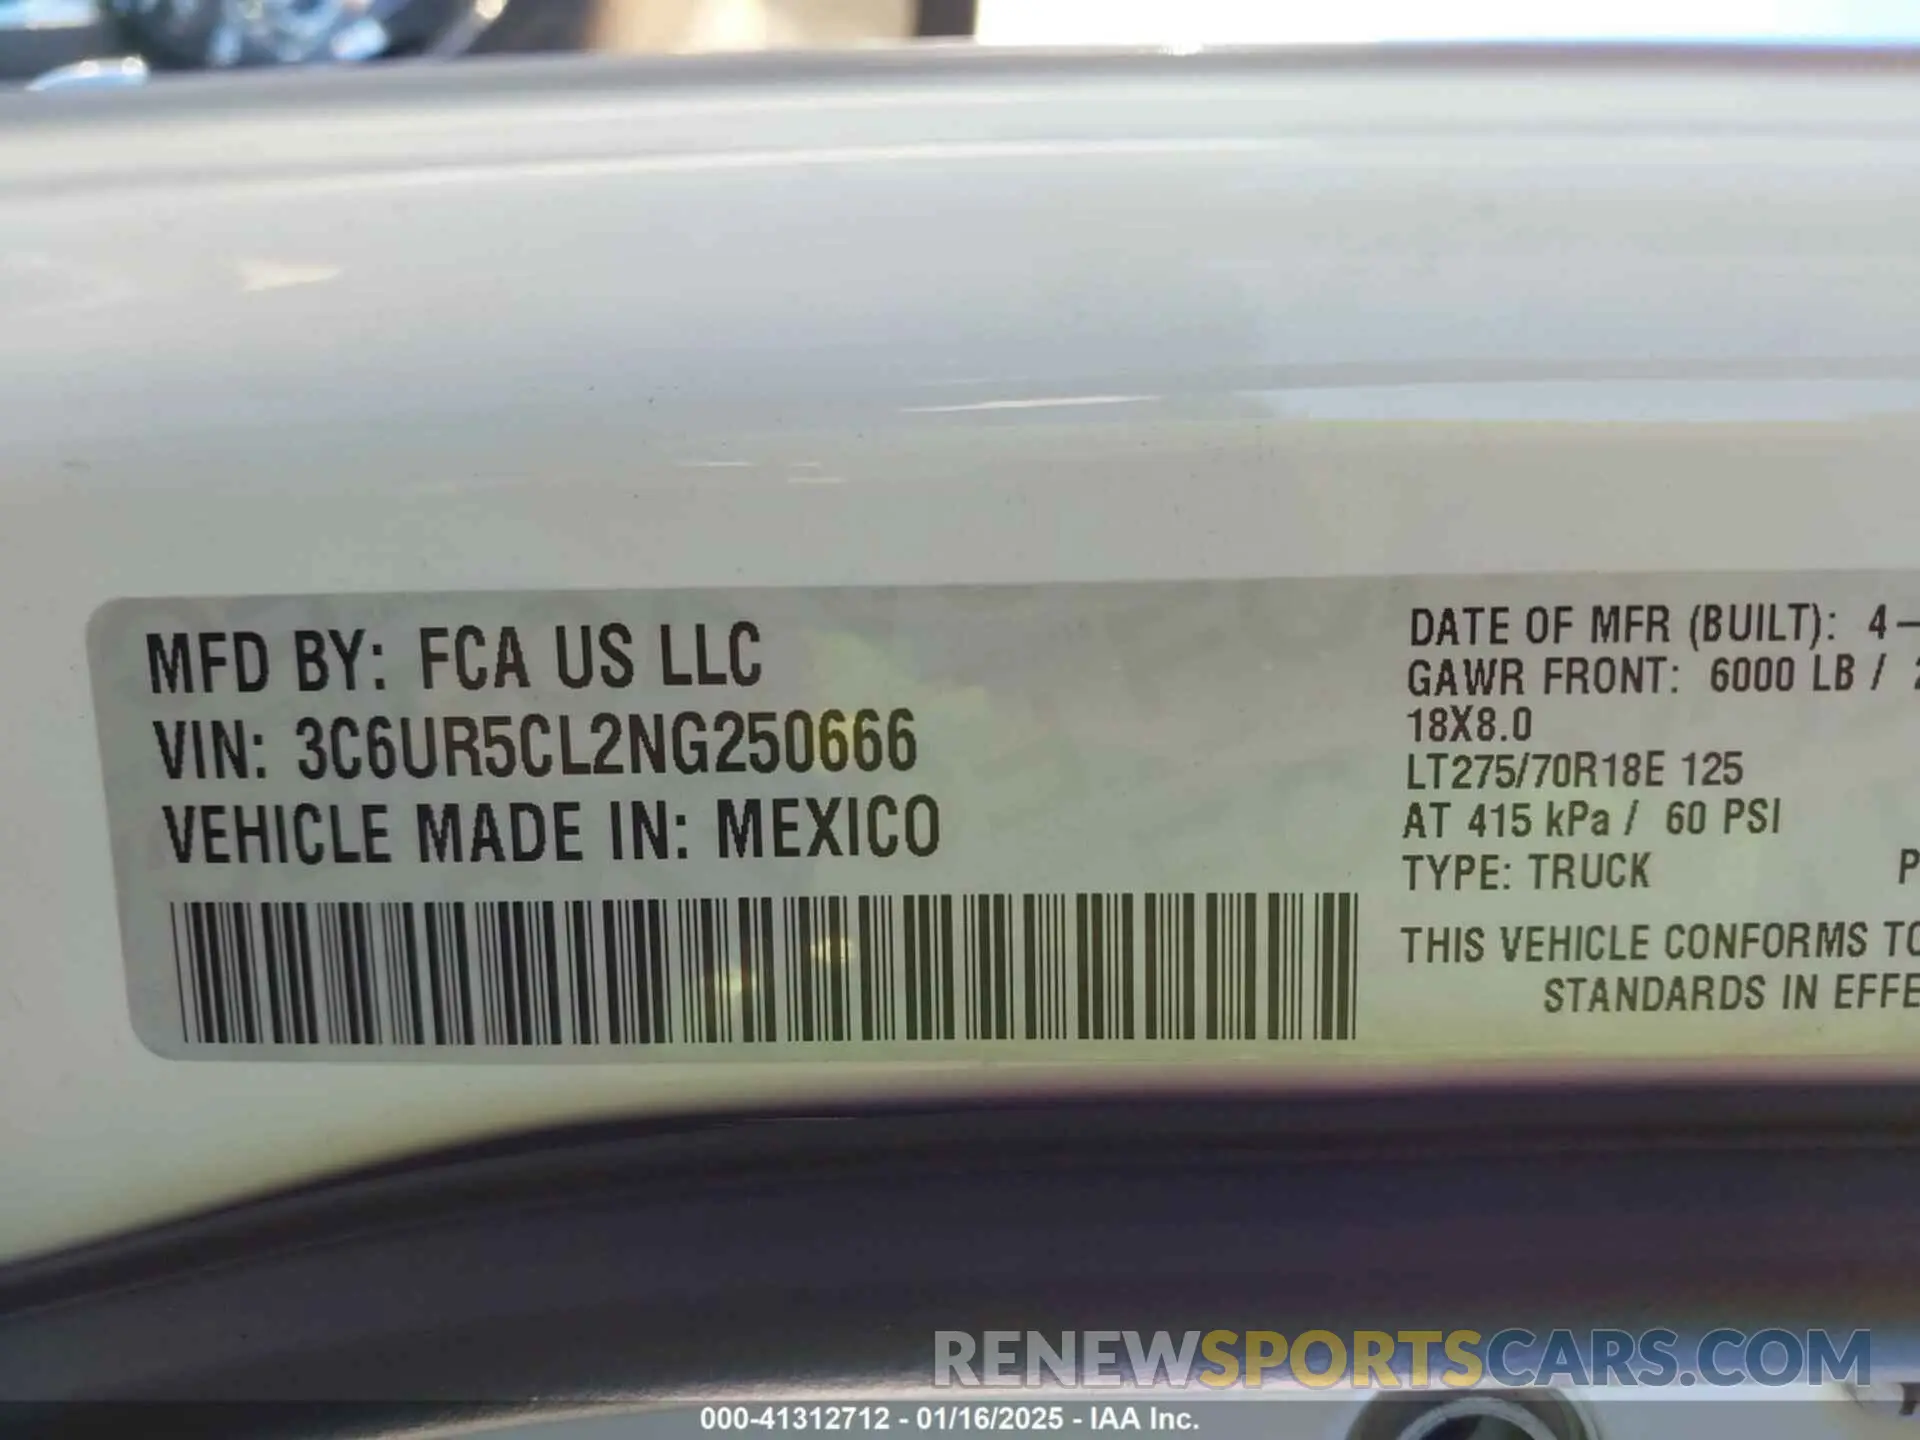 MFD BY: FCA US LLC
VIN: 3C6UR5CL2NG250666
VEHICLE MADE IN: MEXICO
DATE OF MFR (BUILT): 4-
GAWR FRONT: 6000 LB /
18X8.0
LT275/70R18E 125
AT 415 kPa / 60 PSI
TYPE: TRUCK P
THIS VEHICLE CONFORMS TO
STANDARDS IN EFFE
RENEWSPORTSCARS.COM
000-41312712 - 01/16/2025 - IAA Inc.